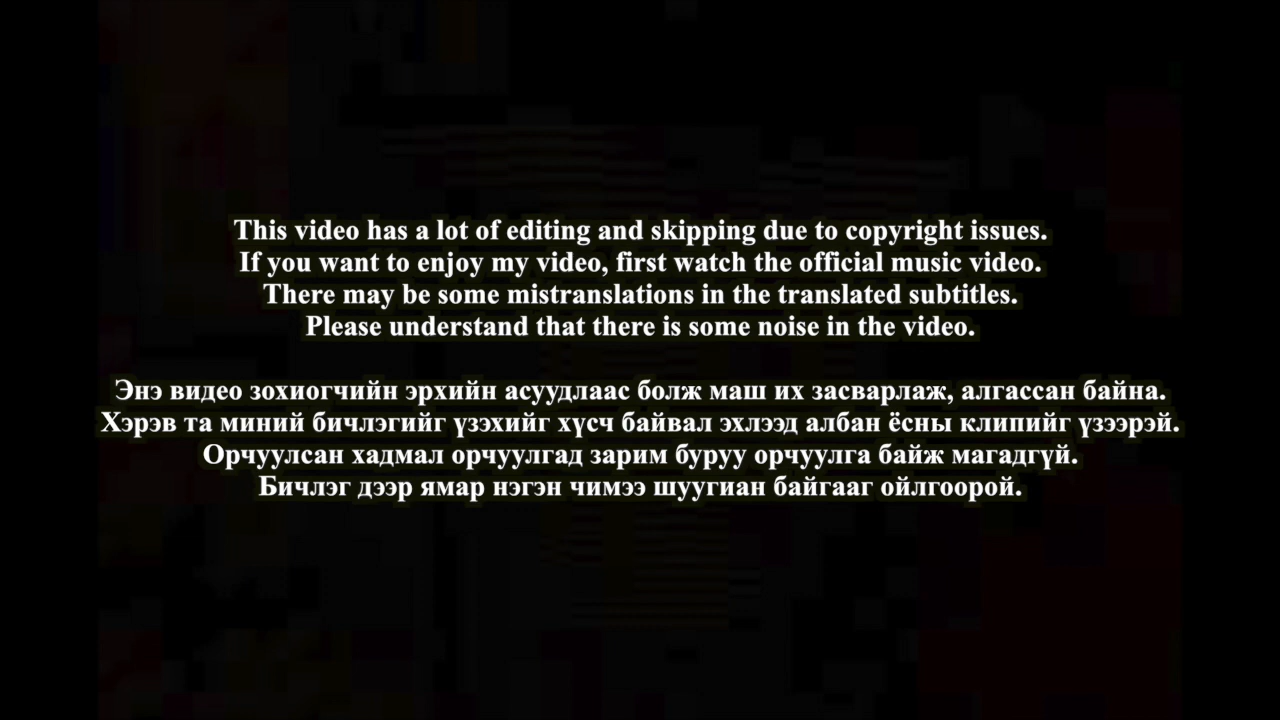 This video has a lot of editing and skipping due to copyright issues.
If you want to enjoy my video, first watch the official music video.
There may be some mistranslations in the translated subtitles.
Please understand that there is some noise in the video.
Энэ видео зохиогчийн эрхийн асуудлаас болж маш их засварлаж, алгассан байна.
Хэрэв та миний бичлэгийг үзэхийг хүсч байвал эхлээд албан ёсны клипийг үзээрэй.
Орчуулсан хадмал орчуулгад зарим буруу орчуулга байж магадгүй.
Бичлэг дээр ямар нэгэн чимээ шуугиан байгааг ойлгоорой.